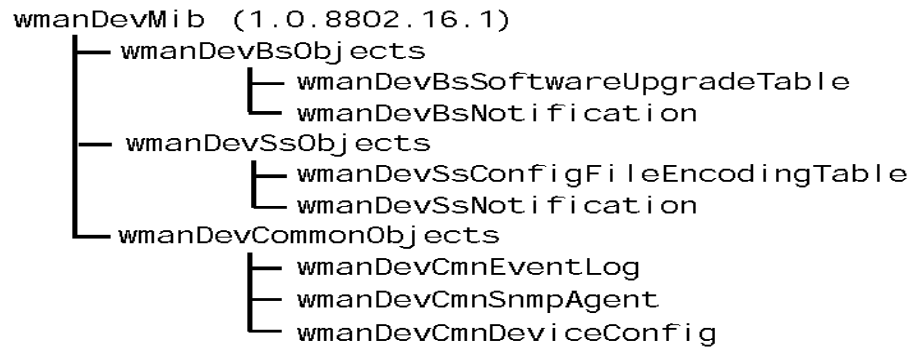 wmanDevMib (1.0.8802.16.1)
wmanDevBsObjects
wmanDevBsSoftwareUpgradeTable
wmanDevBsNotification
wmanDevSsObjects
wmanDevSsConfigFileEncodingTable
wmanDevSsNotification
wmanDevCommonObjects
wmanDevCmnEventLog
wmanDevCmnSnmpAgent
wmanDevCmnDeviceConfig